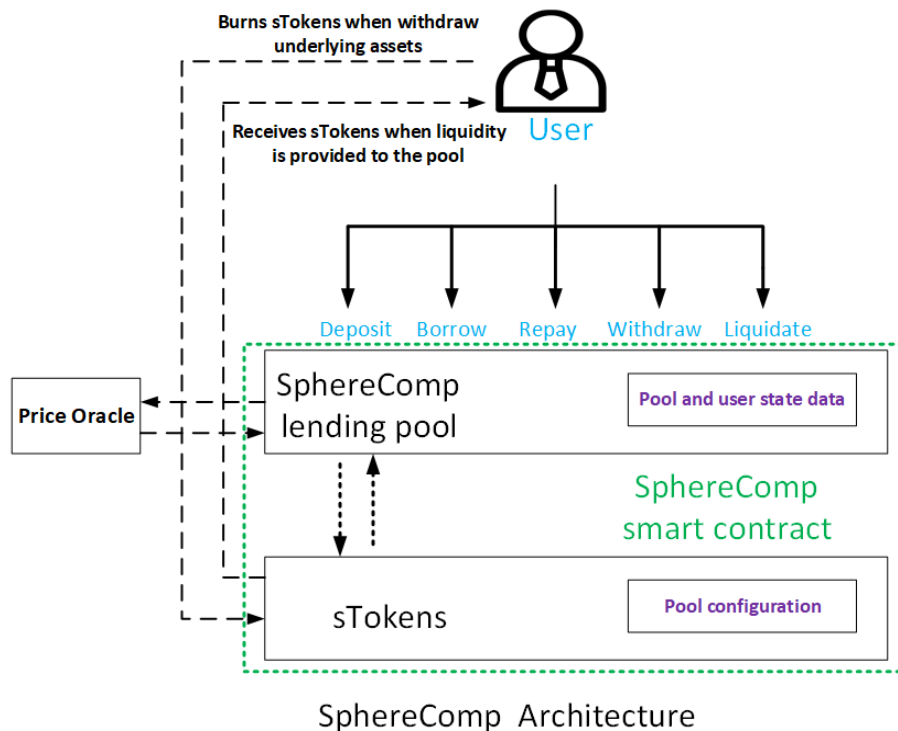 Burns sTokens when withdraw
underlying assets
User
Receives sTokens when liquidity
is provided to the pool
Deposit Borrow Repay Withdraw Liquidate
SphereComp
lending pool
Pool and user state data
Price Oracle
SphereComp
smart contract
sTokens
Pool configuration
SphereComp Architecture